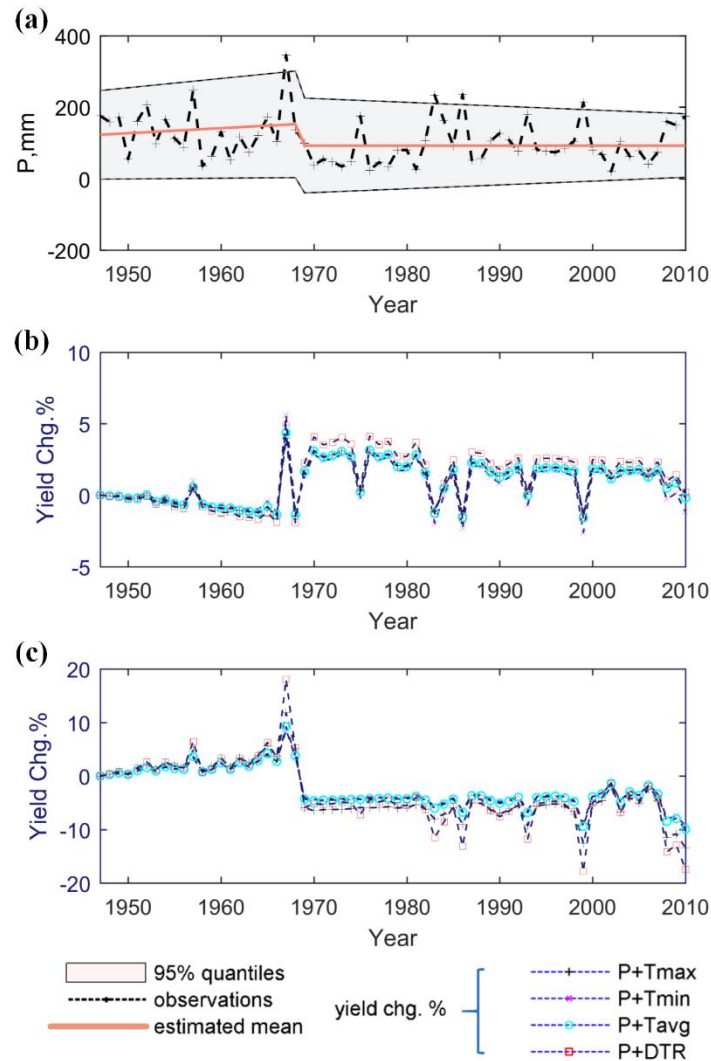 (a)
400
200
0
-200
P,mm
1950 1960 1970 1980 1990 2000 2010
Year
(b)
10
5
0
-5
Yield Chg.%
1950 1960 1970 1980 1990 2000 2010
Year
(c)
20
10
0
-10
-20
Yield Chg.%
1950 1960 1970 1980 1990 2000 2010
Year
95% quantiles
observations
estimated mean
yield chg. %
P+Tmax
P+Tmin
P+Tavg
P+DTR